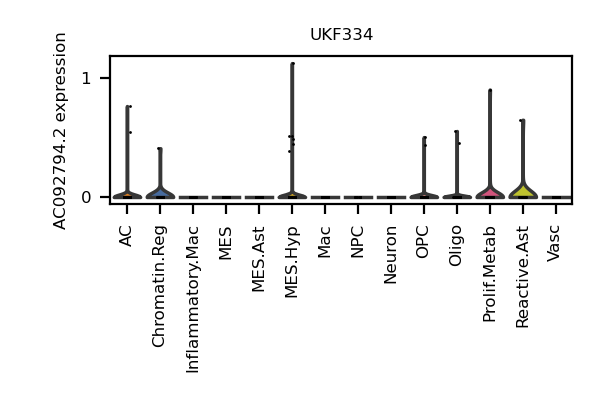 UKF334
AC092794.2 expression
1
0
AC
Chromatin.Reg
Inflammatory.Mac
MES
MES.Ast
MES.Hyp
Mac
NPC
Neuron
OPC
Oligo
Prolif.Metab
Reactive.Ast
Vasc